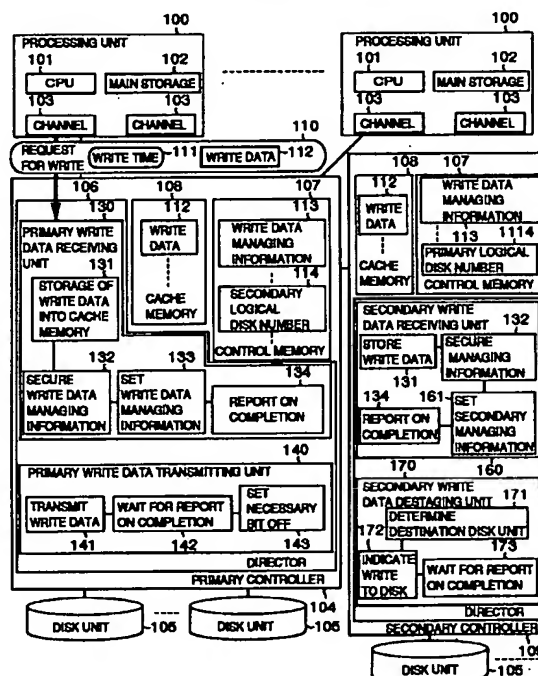 100
PROCESSING UNIT
101
102
CPU
MAIN STORAGE
103
103
CHANNEL
CHANNEL
100
PROCESSING UNIT
101
102
CPU
MAIN STORAGE
103
103
CHANNEL
CHANNEL
110
REQUEST
FOR WRITE
WRITE TIME
111
WRITE DATA
112
106
130
PRIMARY WRITE
DATA RECEIVING
UNIT
131
STORAGE OF
WRITE DATA
INTO CACHE
MEMORY
108
112
WRITE
DATA
CACHE
MEMORY
107
113
WRITE DATA
MANAGING
INFORMATION
114
SECONDARY
LOGICAL
DISK NUMBER
CONTROL MEMORY
132
SECURE
WRITE DATA
MANAGING
INFORMATION
133
SET
WRITE DATA
MANAGING
INFORMATION
134
REPORT ON
COMPLETION
140
PRIMARY WRITE DATA TRANSMITTING UNIT
TRANSMIT
WRITE DATA
141
WAIT FOR REPORT
ON COMPLETION
142
SET
NECESSARY
BIT OFF
143
DIRECTOR
PRIMARY CONTROLLER
104
DISK UNIT
105
DISK UNIT
105
108
112
WRITE
DATA
CACHE
MEMORY
107
WRITE DATA
MANAGING
INFORMATION
113
1114
PRIMARY LOGICAL
DISK NUMBER
CONTROL MEMORY
SECONDARY WRITE
DATA RECEIVING UNIT
132
STORE
WRITE DATA
131
SECURE
MANAGING
INFORMATION
134
REPORT ON
COMPLETION
161
SET
SECONDARY
MANAGING
INFORMATION
170
160
SECONDARY WRITE
DATA DESTAGING UNIT
171
DETERMINE
DESTINATION DISK UNIT
172
INDICATE
WRITE
TO DISK
173
WAIT FOR REPORT
ON COMPLETION
DIRECTOR
SECONDARY CONTROLLER
109
DISK UNIT
105